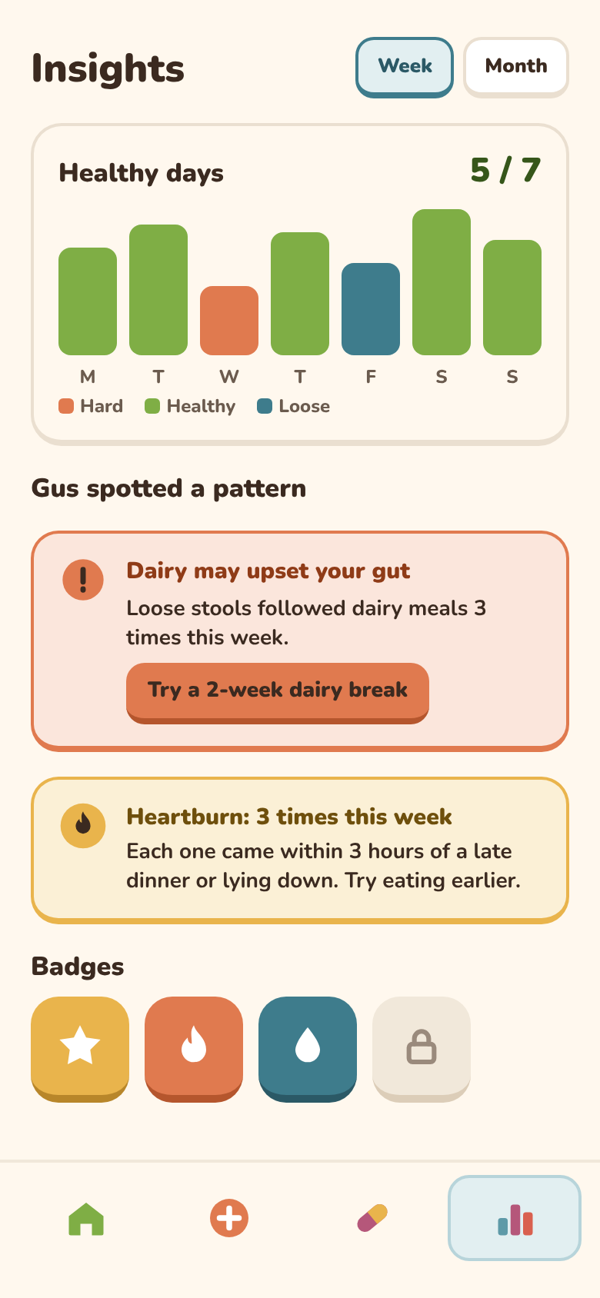 Insights
Week
Month
Healthy days
5 / 7
M T W T F S S
Hard Healthy Loose
Gus spotted a pattern
Dairy may upset your gut
Loose stools followed dairy meals 3
times this week.
Try a 2-week dairy break
Heartburn: 3 times this week
Each one came within 3 hours of a late
dinner or lying down. Try eating earlier.
Badges